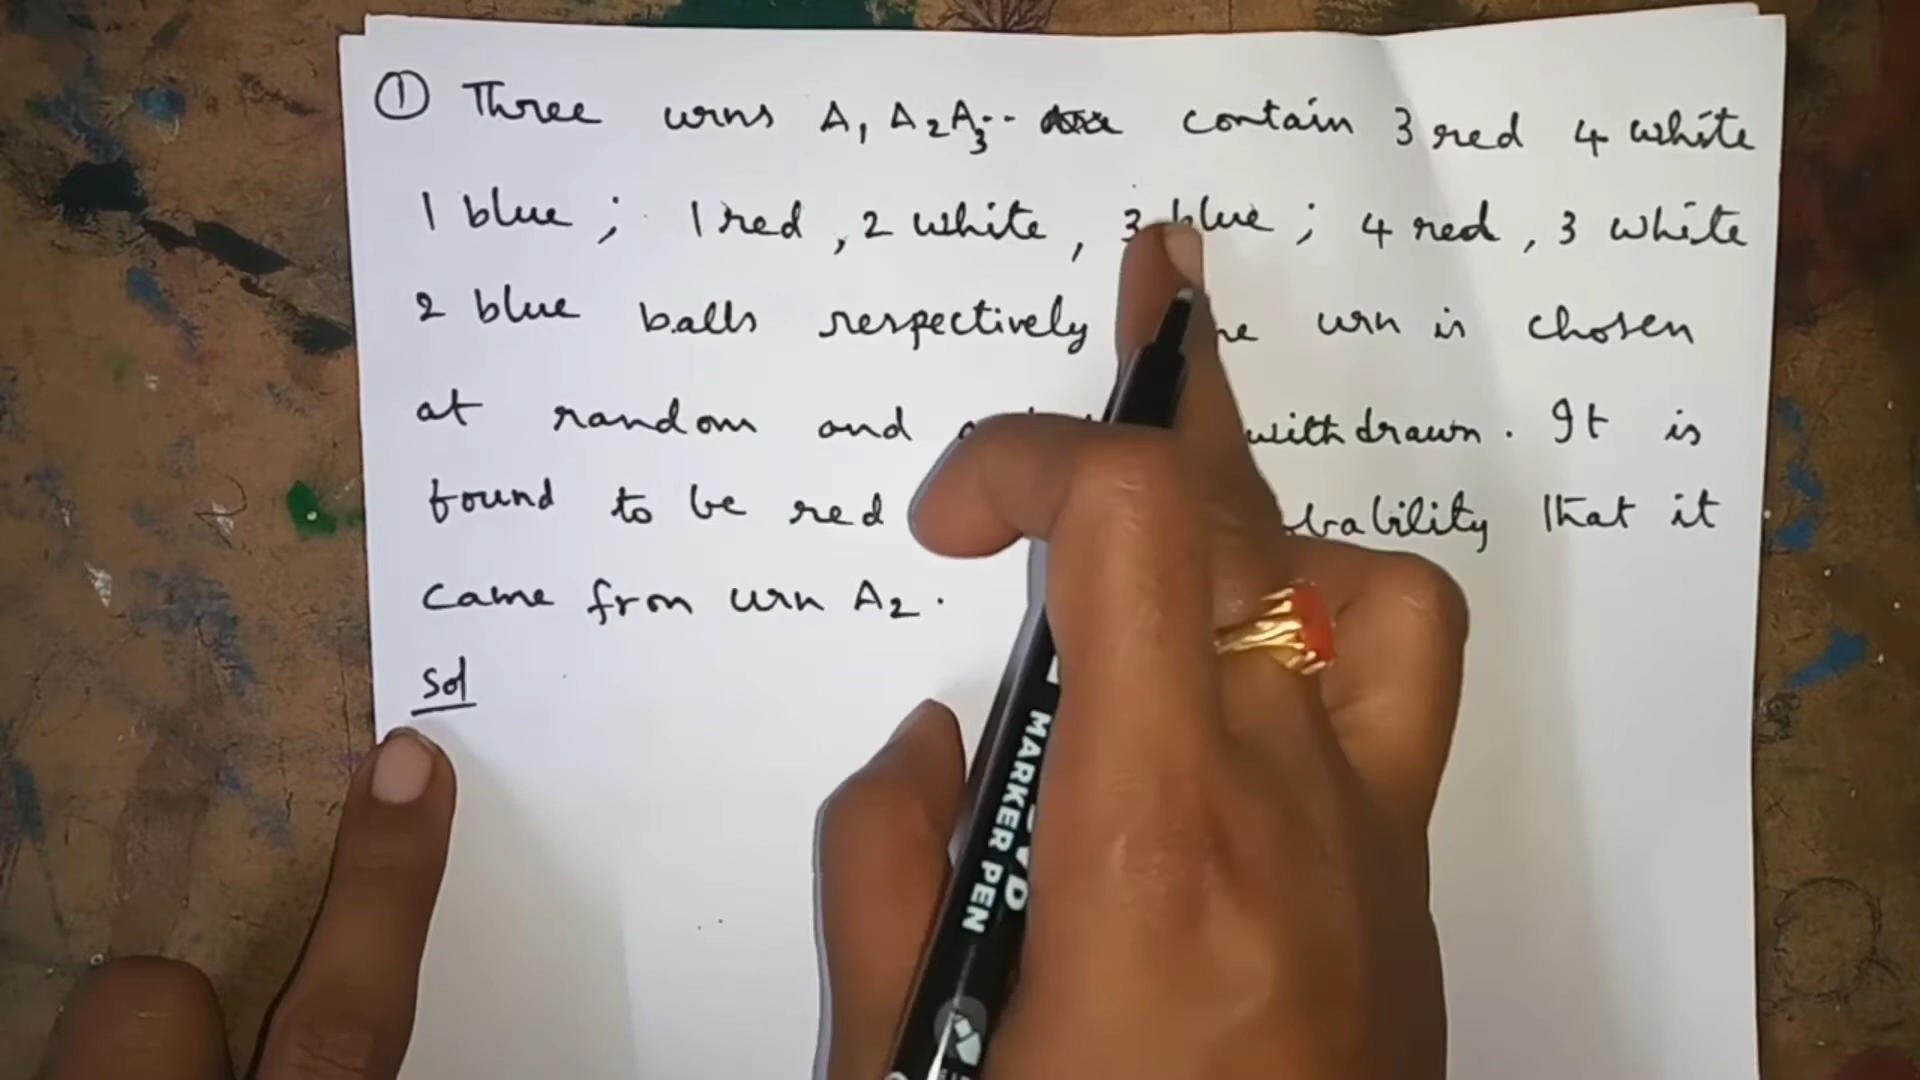 ① Three urns A₁ A₂ A₃.. contain 3 red 4 white
1 blue ; 1 red , 2 white , 3 blue ; 4 red , 3 white
2 blue balls respectively urn is chosen
at random and withdrawn . It is
found to be red that it
came from urn A₂ .
Sol
MARKER PEN